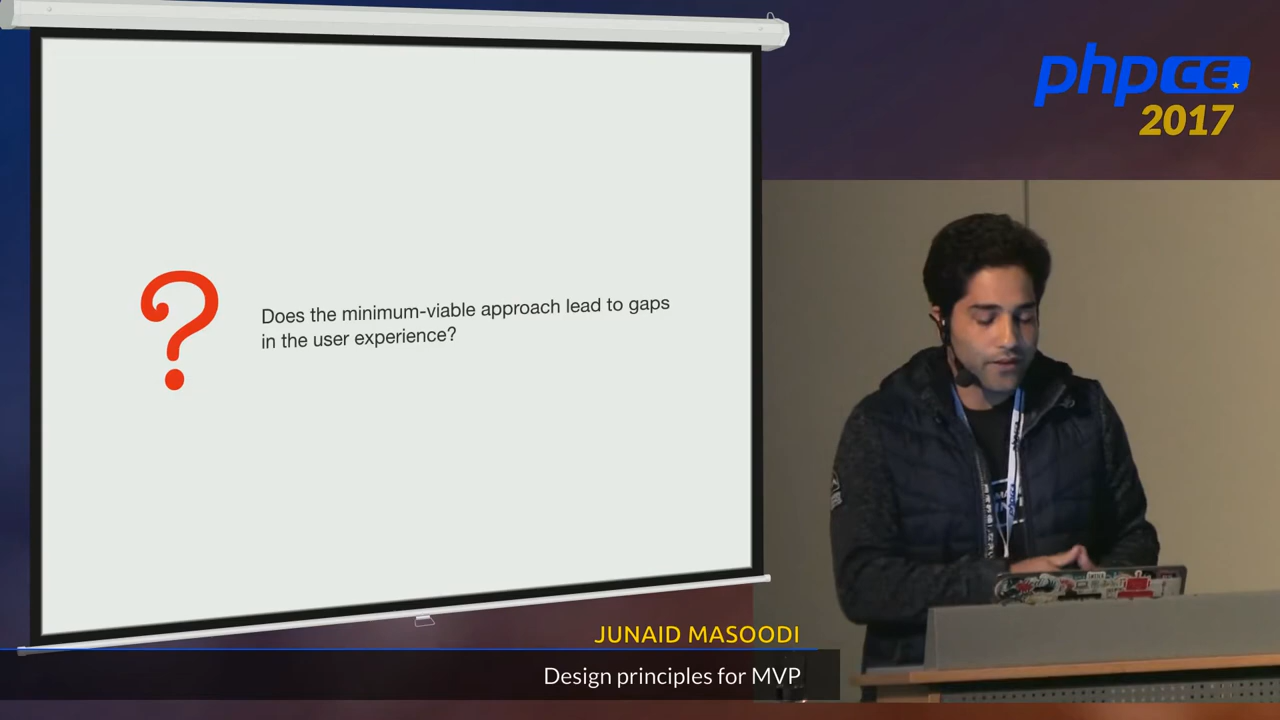 phpCE
2017
Does the minimum-viable approach lead to gaps
in the user experience?
JUNAID MASOODI
Design principles for MVP